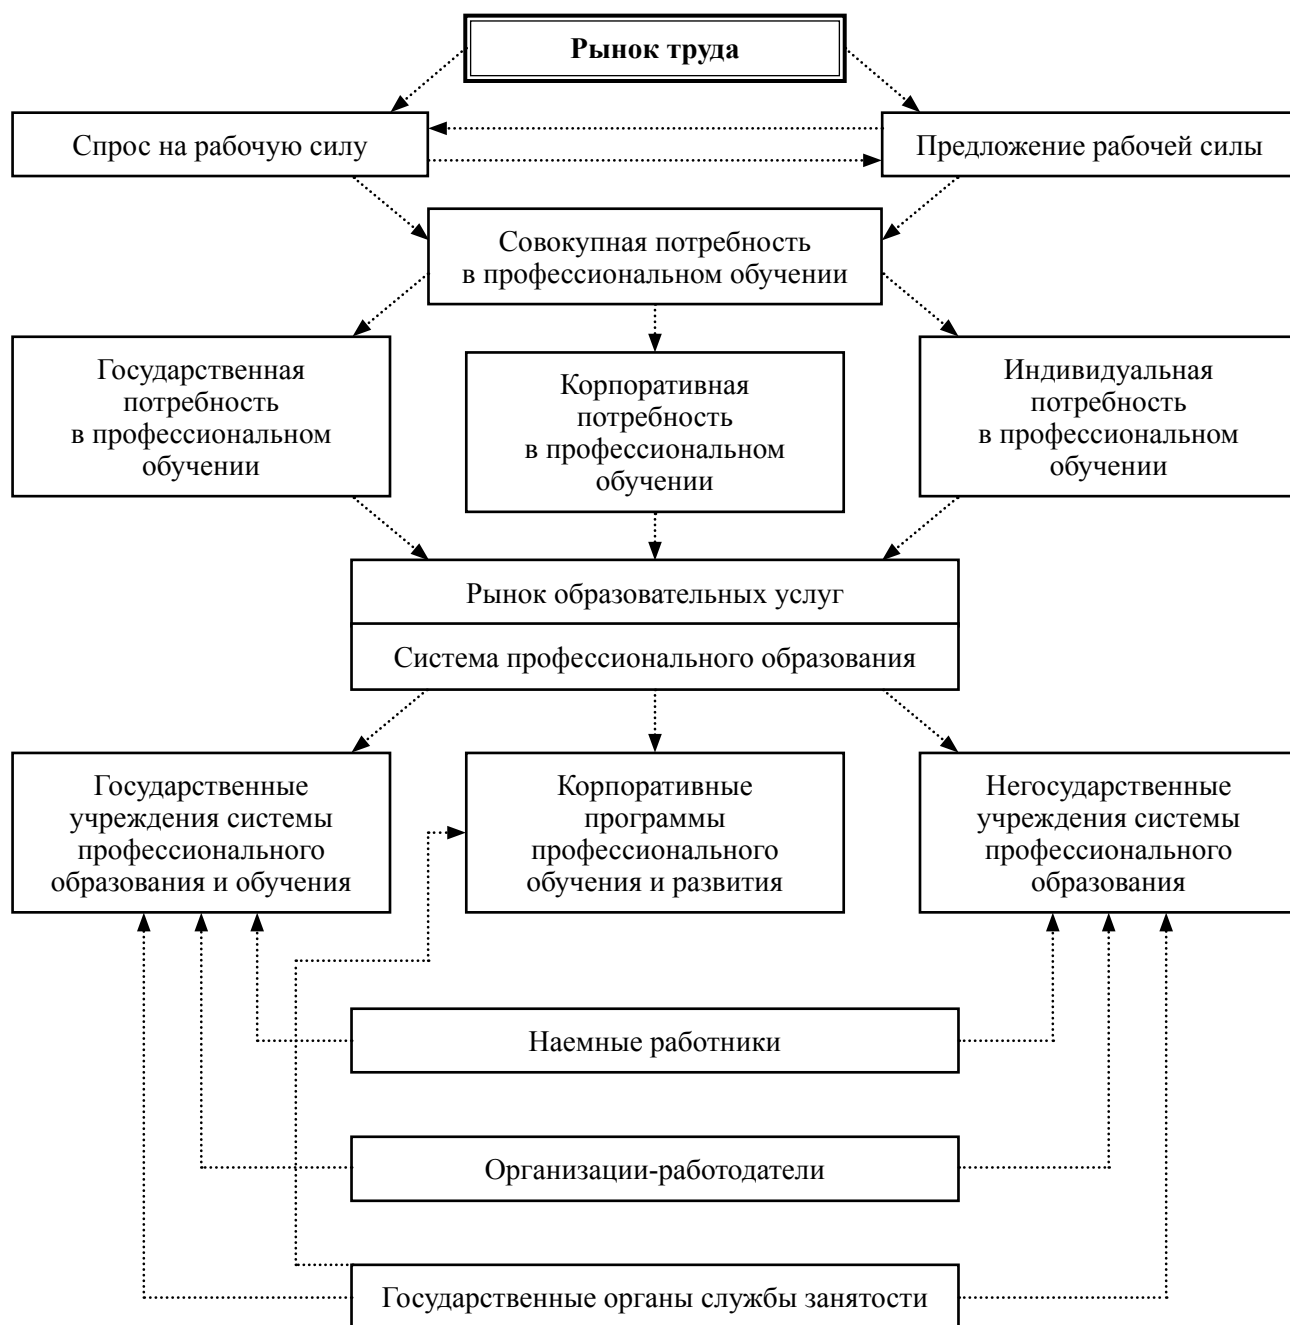 Рынок труда
Спрос на рабочую силу
Предложение рабочей силы
Совокупная потребность
в профессиональном обучении
Государственная
потребность
в профессиональном
обучении
Корпоративная
потребность
в профессиональном
обучении
Индивидуальная
потребность
в профессиональном
обучении
Рынок образовательных услуг
Система профессионального образования
Государственные
учреждения системы
профессионального
образования и обучения
Корпоративные
программы
профессионального
обучения и развития
Негосударственные
учреждения системы
профессионального
образования
Наемные работники
Организации-работодатели
Государственные органы службы занятости